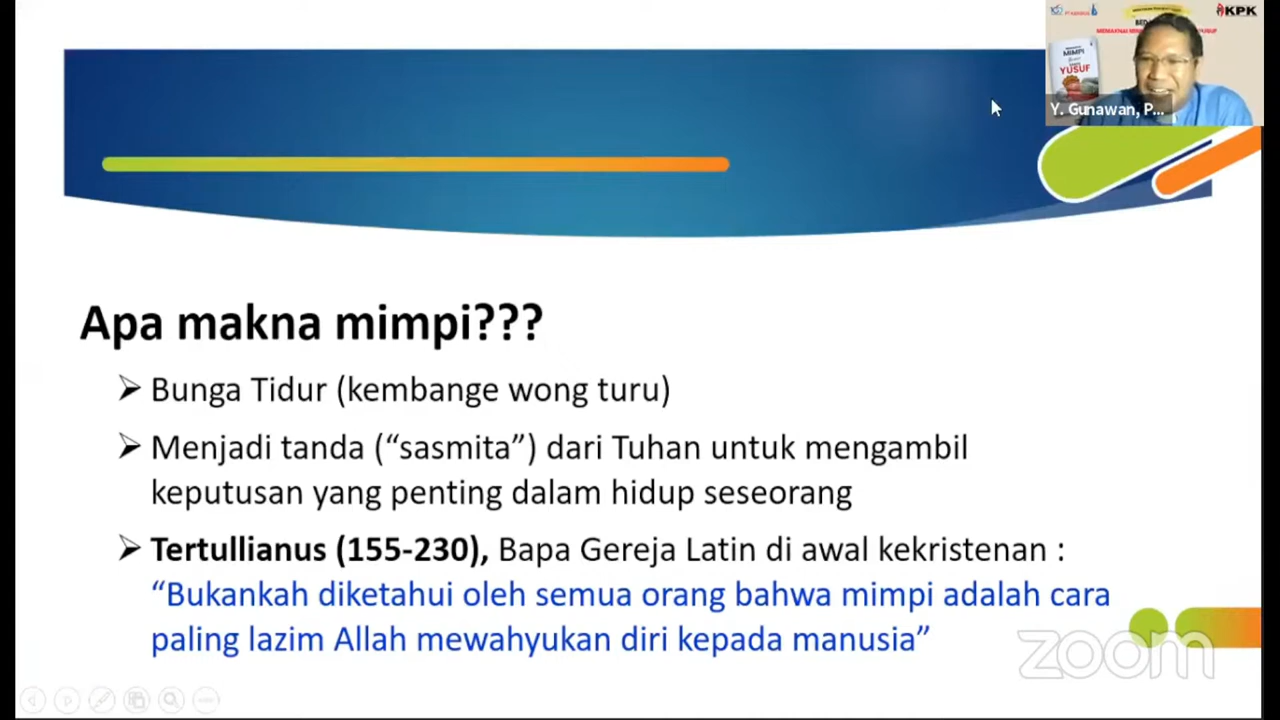 KPK
MIMPI
YUSUF
Y. Gunawan, P...
Apa makna mimpi???
➢ Bunga Tidur (kembange wong turu)
➢ Menjadi tanda (“sasmita”) dari Tuhan untuk mengambil
keputusan yang penting dalam hidup seseorang
➢ Tertullianus (155-230), Bapa Gereja Latin di awal kekristenan :
“Bukankah diketahui oleh semua orang bahwa mimpi adalah cara
paling lazim Allah mewahyukan diri kepada manusia”
zoom